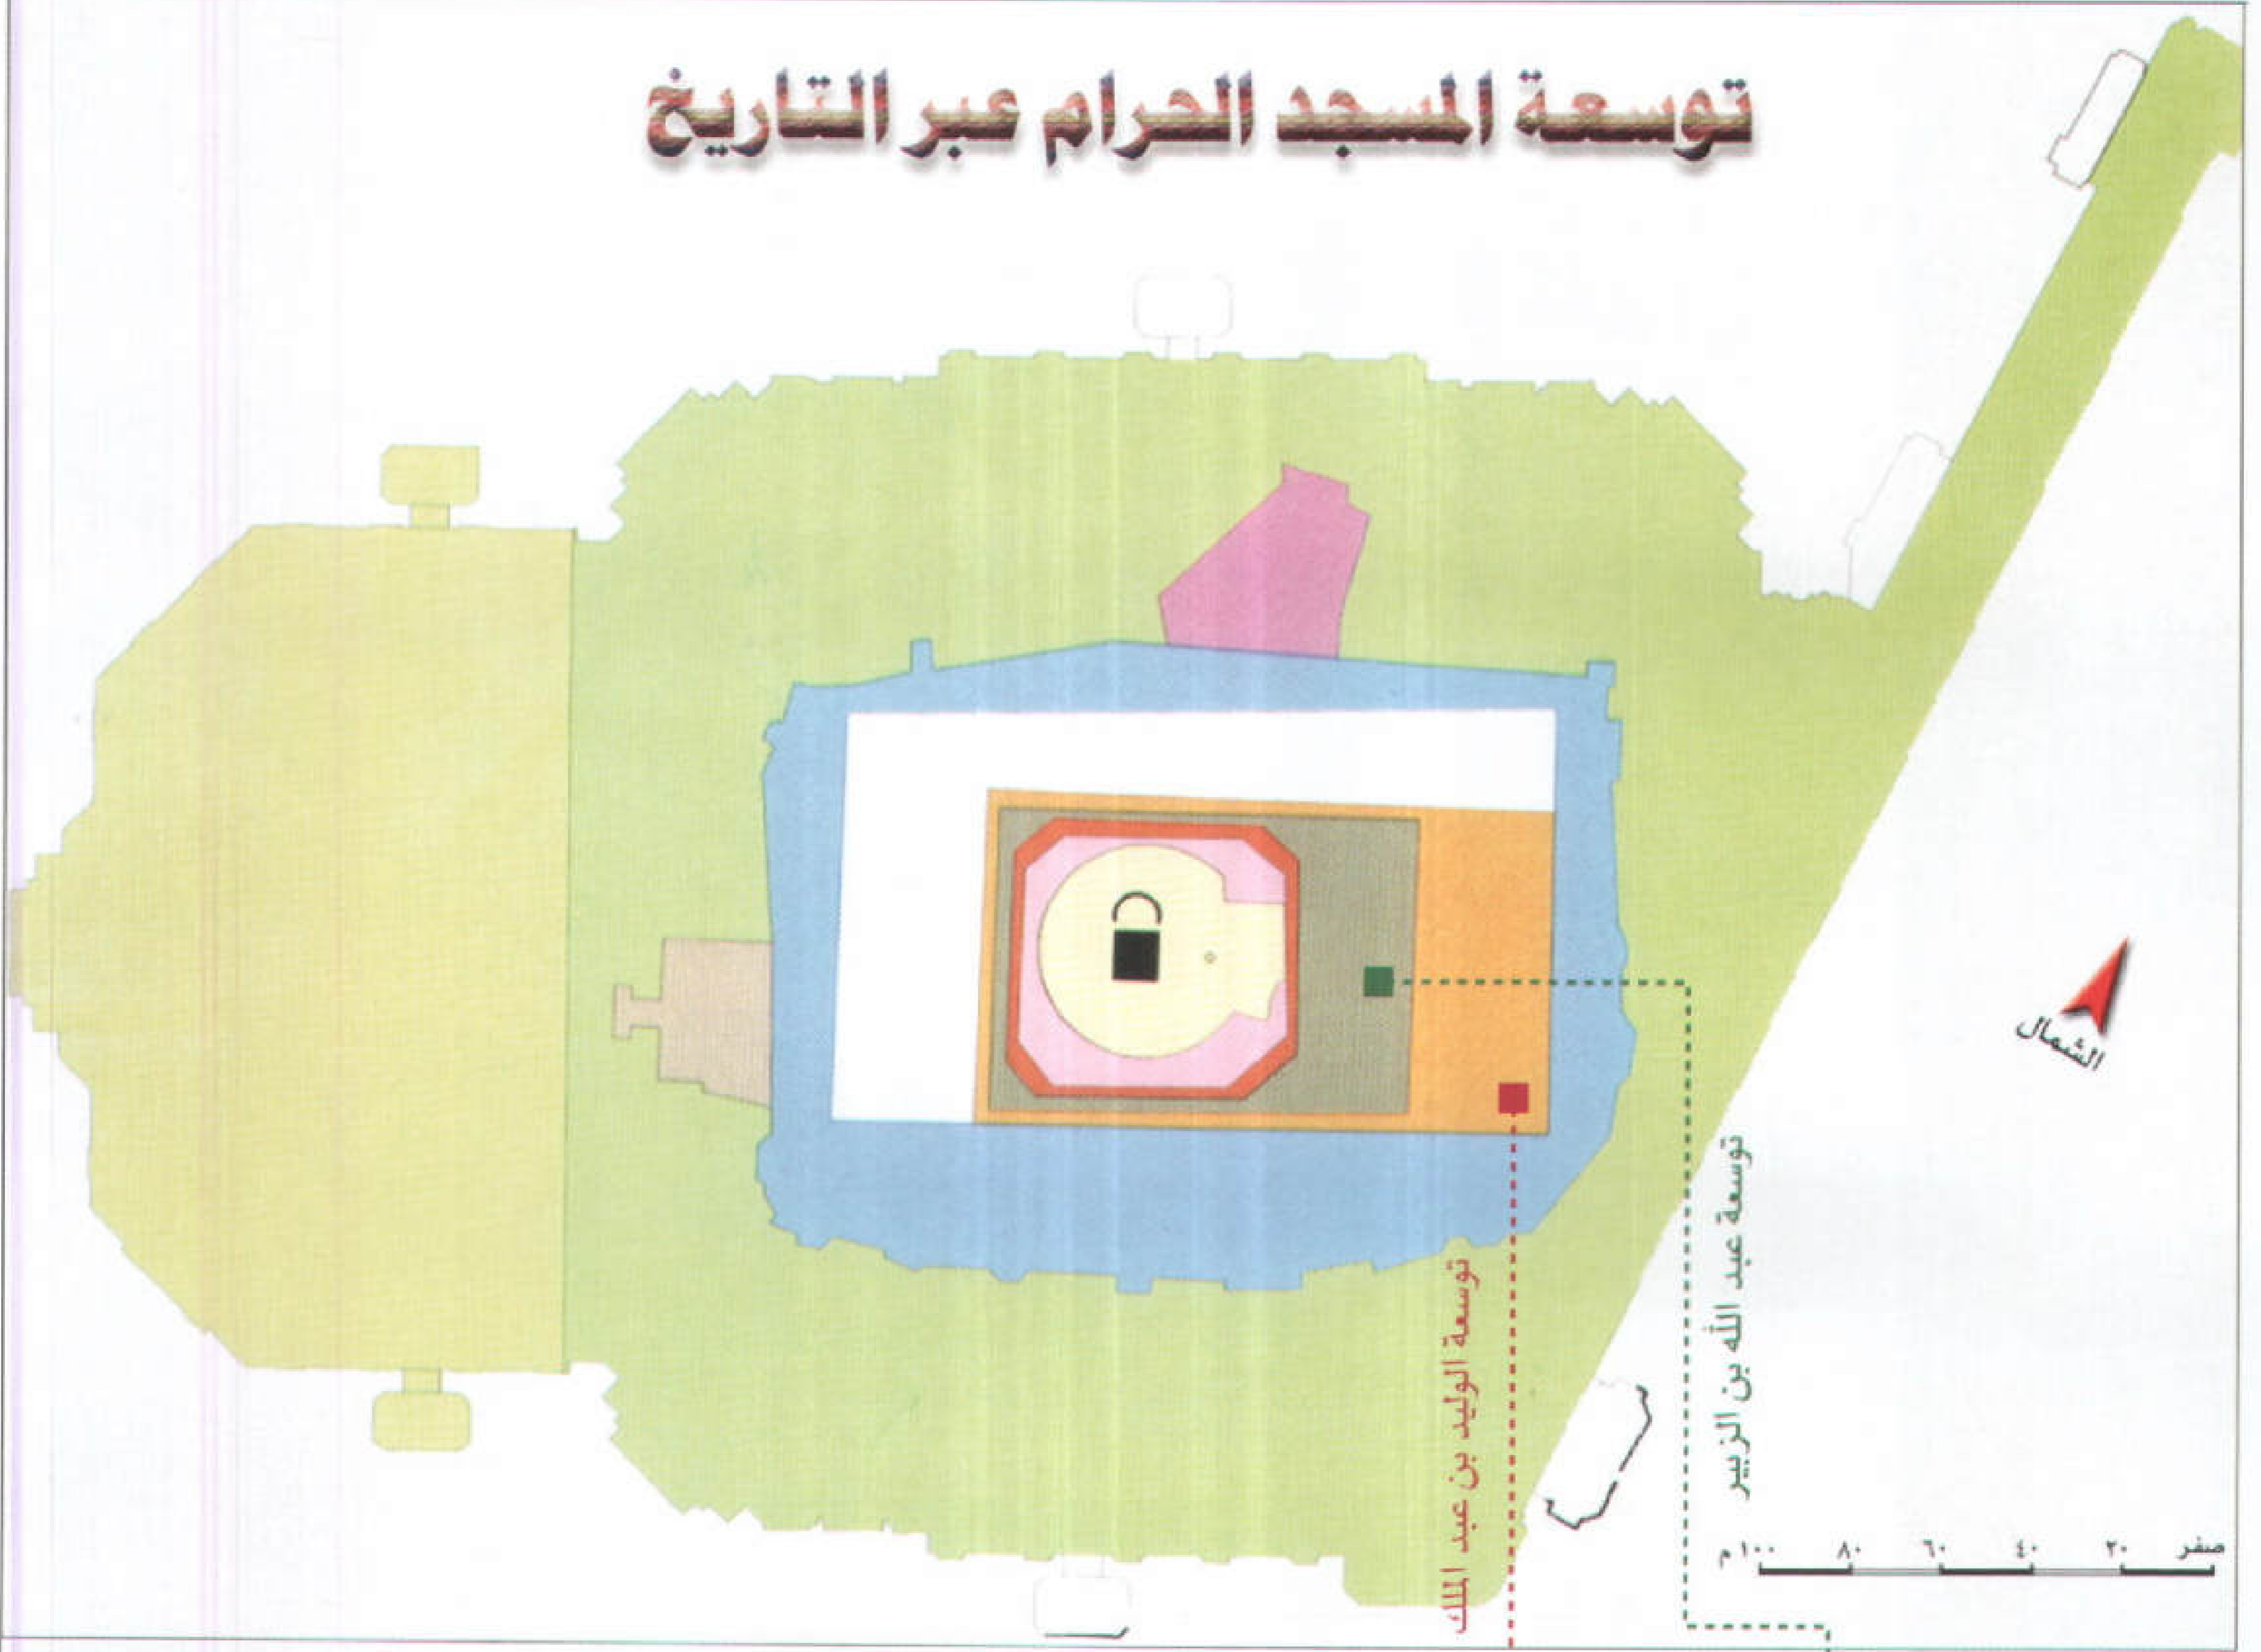 توسعة المسجد الحرام عبر التاريخ
الشمال
توسعة عبد الله بن الزبير
توسعة الوليد بن عبد الملك
صفر ٢٠ ٤٠ ٦٠ ٨٠ ١٠٠ م